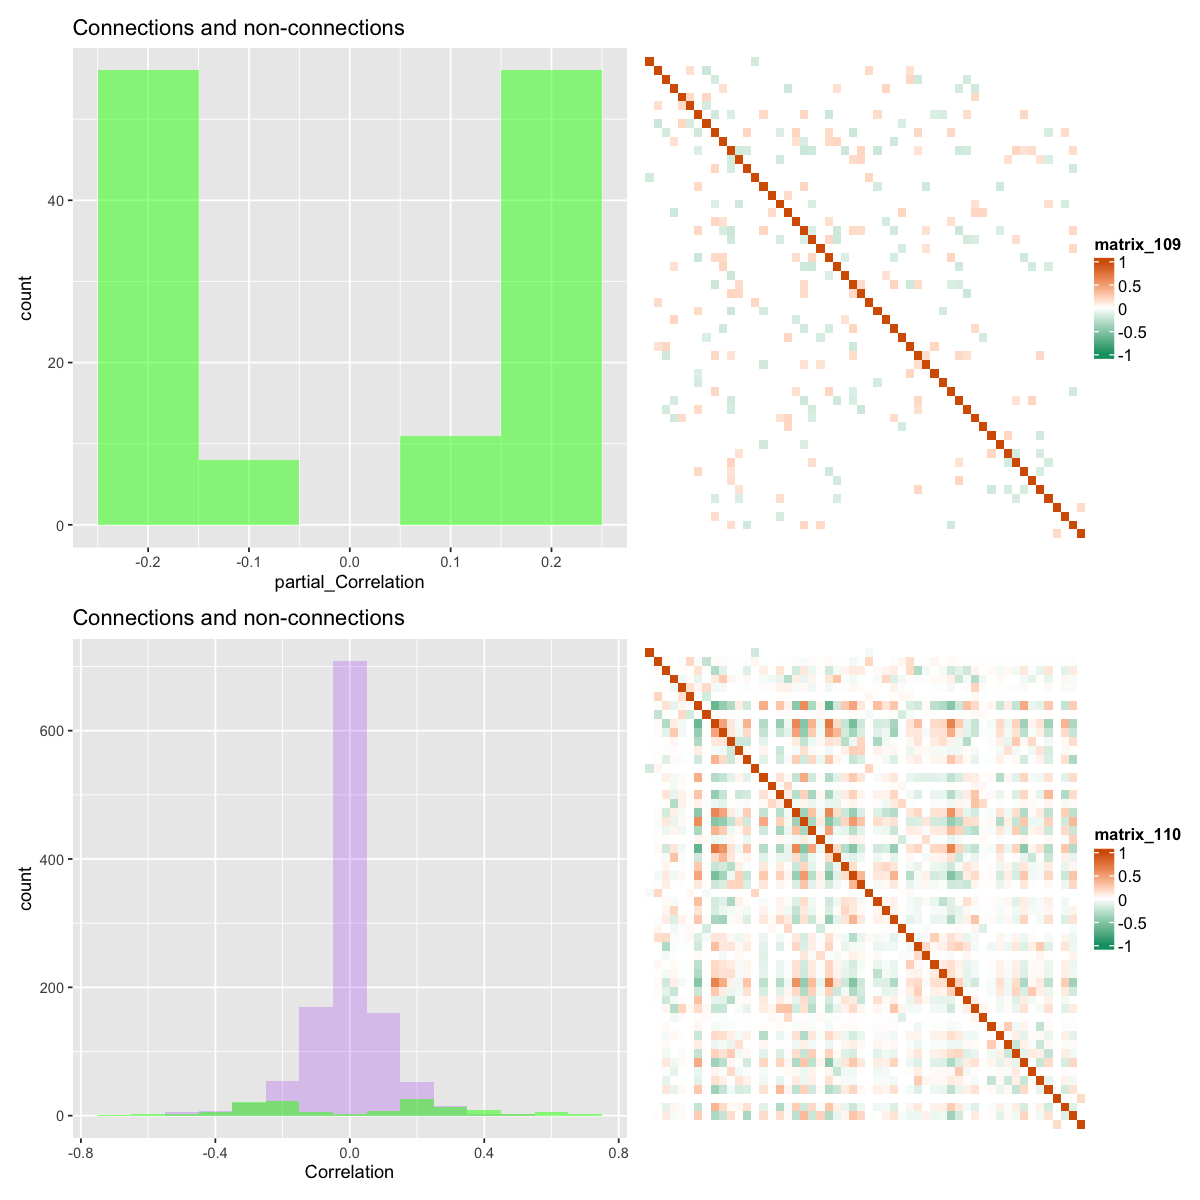 Connections and non-connections
40
20
0
count
-0.2 -0.1 0.0 0.1 0.2
partial_Correlation
matrix_109
1
0.5
0
-0.5
-1
Connections and non-connections
600
400
200
0
count
-0.8 -0.4 0.0 0.4 0.8
Correlation
matrix_110
1
0.5
0
-0.5
-1